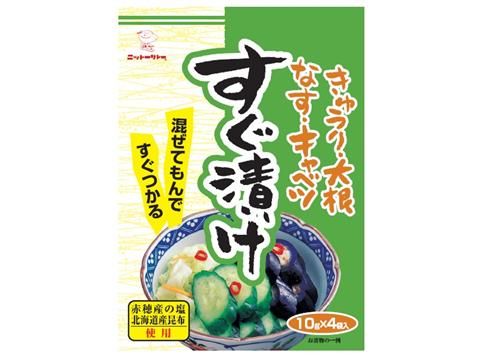 ニットーリレー
きゅうり・大根
なす・キャベツ
すぐ漬け
混ぜてもんで
すぐつかる
赤穂産の塩
北海道産昆布
使用
10g×4袋入
お漬物の一例